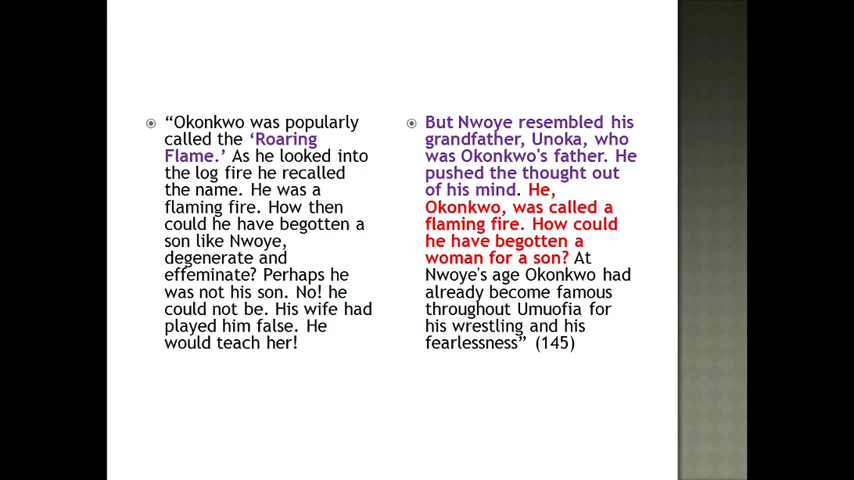 “Okonkwo was popularly
called the ‘Roaring
Flame.’ As he looked into
the log fire he recalled
the name. He was a
flaming fire. How then
could he have begotten a
son like Nwoye,
degenerate and
effeminate? Perhaps he
was not his son. No! he
could not be. His wife had
played him false. He
would teach her!
But Nwoye resembled his
grandfather, Unoka, who
was Okonkwo's father. He
pushed the thought out
of his mind. He,
Okonkwo, was called a
flaming fire. How could
he have begotten a
woman for a son? At
Nwoye's age Okonkwo had
already become famous
throughout Umuofia for
his wrestling and his
fearlessness” (145)